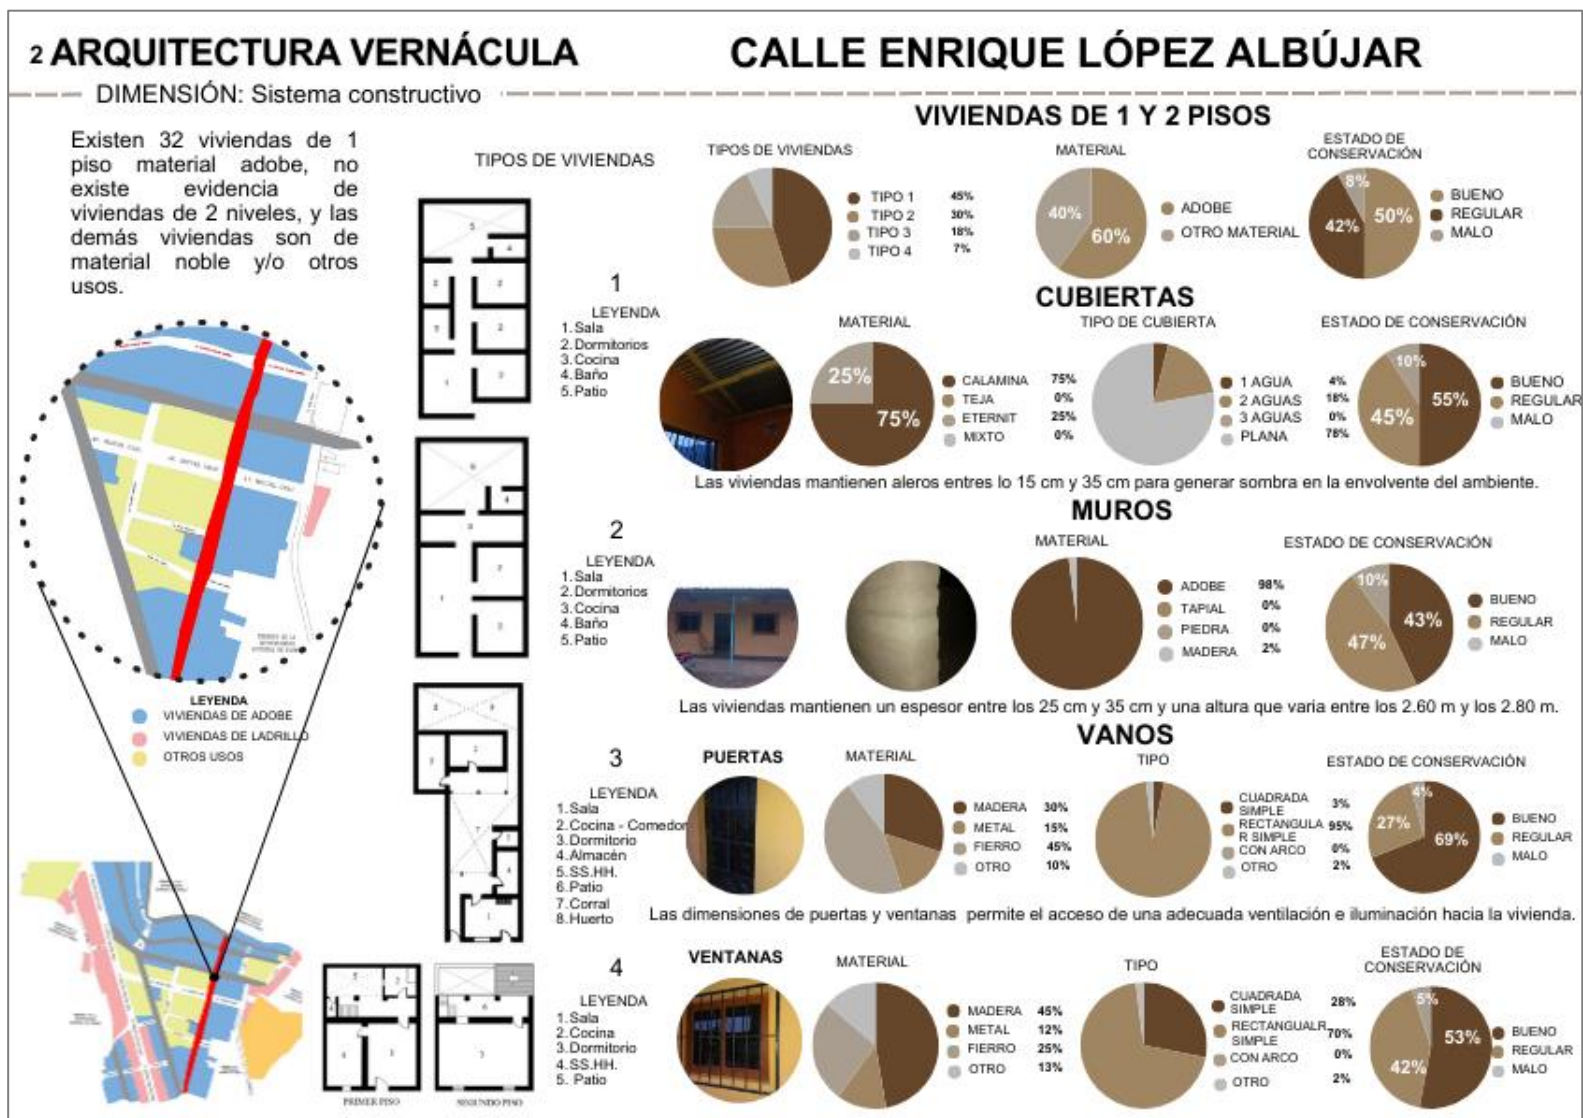 2 ARQUITECTURA VERNÁCULA
CALLE ENRIQUE LÓPEZ ALBÚJAR
DIMENSIÓN: Sistema constructivo
Existen 32 viviendas de 1
piso material adobe, no
existe evidencia de
viviendas de 2 niveles, y las
demás viviendas son de
material noble y/o otros
usos.
LEYENDA
VIVIENDAS DE ADOBE
VIVIENDAS DE LADRILLO
OTROS USOS
TIPOS DE VIVIENDAS
1
LEYENDA
1.Sala
2.Dormitorios
3.Cocina
4.Baño
5.Patio
2
LEYENDA
1.Sala
2.Dormitorios
3.Cocina
4.Baño
5.Patio
3
LEYENDA
1.Sala
2.Cocina - Comedor
3.Dormitorio
4.Almacén
5.SS.HH.
6.Patio
7.Corral
8.Huerto
4
LEYENDA
1.Sala
2.Cocina
3.Dormitorio
4.SS.HH.
5. Patio
PRIMER PISO
SEGUNDO PISO
VIVIENDAS DE 1 Y 2 PISOS
TIPOS DE VIVIENDAS
TIPO 1 45%
TIPO 2 30%
TIPO 3 18%
TIPO 4 7%
MATERIAL
40%
60%
ADOBE
OTRO MATERIAL
ESTADO DE
CONSERVACIÓN
8%
50%
42%
BUENO
REGULAR
MALO
CUBIERTAS
MATERIAL
25%
75%
CALAMINA 75%
TEJA 0%
ETERNIT 25%
MIXTO 0%
TIPO DE CUBIERTA
1 AGUA 4%
2 AGUAS 18%
3 AGUAS 0%
PLANA 78%
ESTADO DE CONSERVACIÓN
10%
55%
45%
BUENO
REGULAR
MALO
Las viviendas mantienen aleros entres lo 15 cm y 35 cm para generar sombra en la envolvente del ambiente.
MUROS
MATERIAL
ADOBE 98%
TAPIAL 0%
PIEDRA 0%
MADERA 2%
ESTADO DE CONSERVACIÓN
10%
43%
47%
BUENO
REGULAR
MALO
Las viviendas mantienen un espesor entre los 25 cm y 35 cm y una altura que varia entre los 2.60 m y los 2.80 m.
VANOS
PUERTAS
MATERIAL
MADERA 30%
METAL 15%
FIERRO 45%
OTRO 10%
TIPO
CUADRADA
SIMPLE 3%
RECTANGULA 95%
R SIMPLE
CON ARCO 0%
OTRO 2%
ESTADO DE CONSERVACIÓN
4%
27%
69%
BUENO
REGULAR
MALO
Las dimensiones de puertas y ventanas permite el acceso de una adecuada ventilación e iluminación hacia la vivienda.
VENTANAS
MATERIAL
MADERA 45%
METAL 12%
FIERRO 25%
OTRO 13%
TIPO
CUADRADA 28%
SIMPLE
RECTANGUALR 70%
SIMPLE
CON ARCO 0%
OTRO 2%
ESTADO DE
CONSERVACIÓN
5%
53%
42%
BUENO
REGULAR
MALO